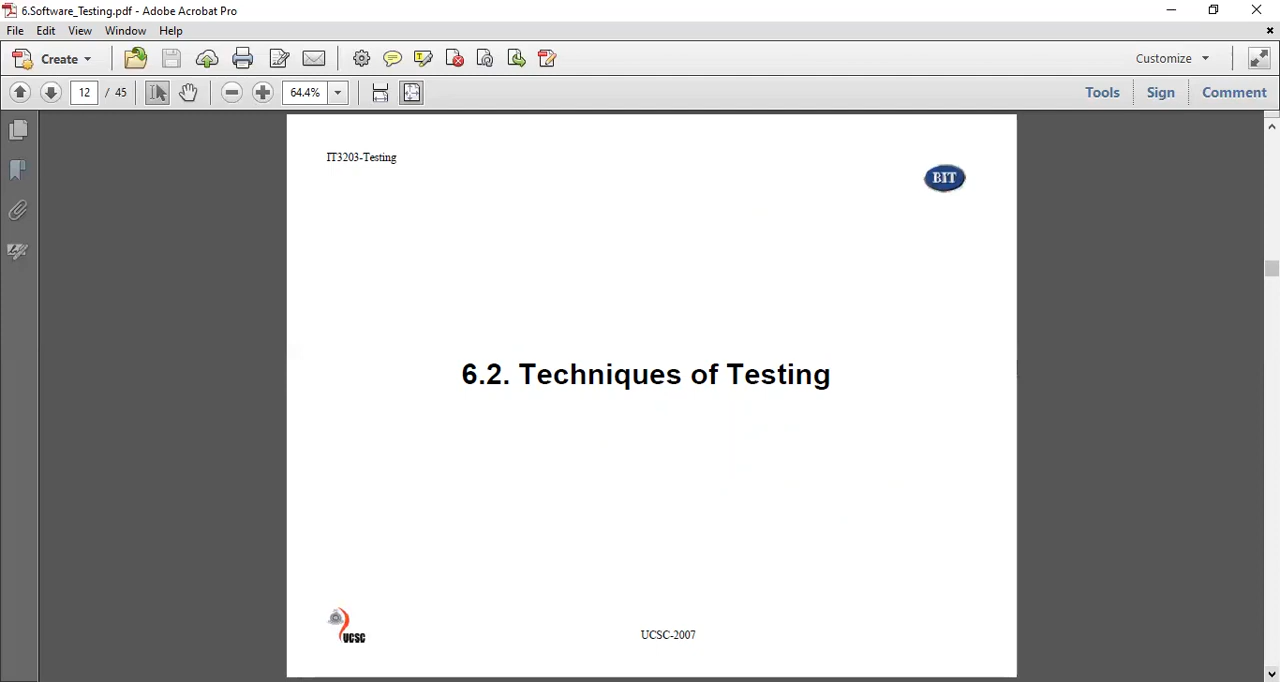 6.Software_Testing.pdf - Adobe Acrobat Pro
File Edit View Window Help
Create Customize
12 / 45 64.4% Tools Sign Comment
IT3203-Testing
BIT
6.2. Techniques of Testing
UCSC
UCSC-2007